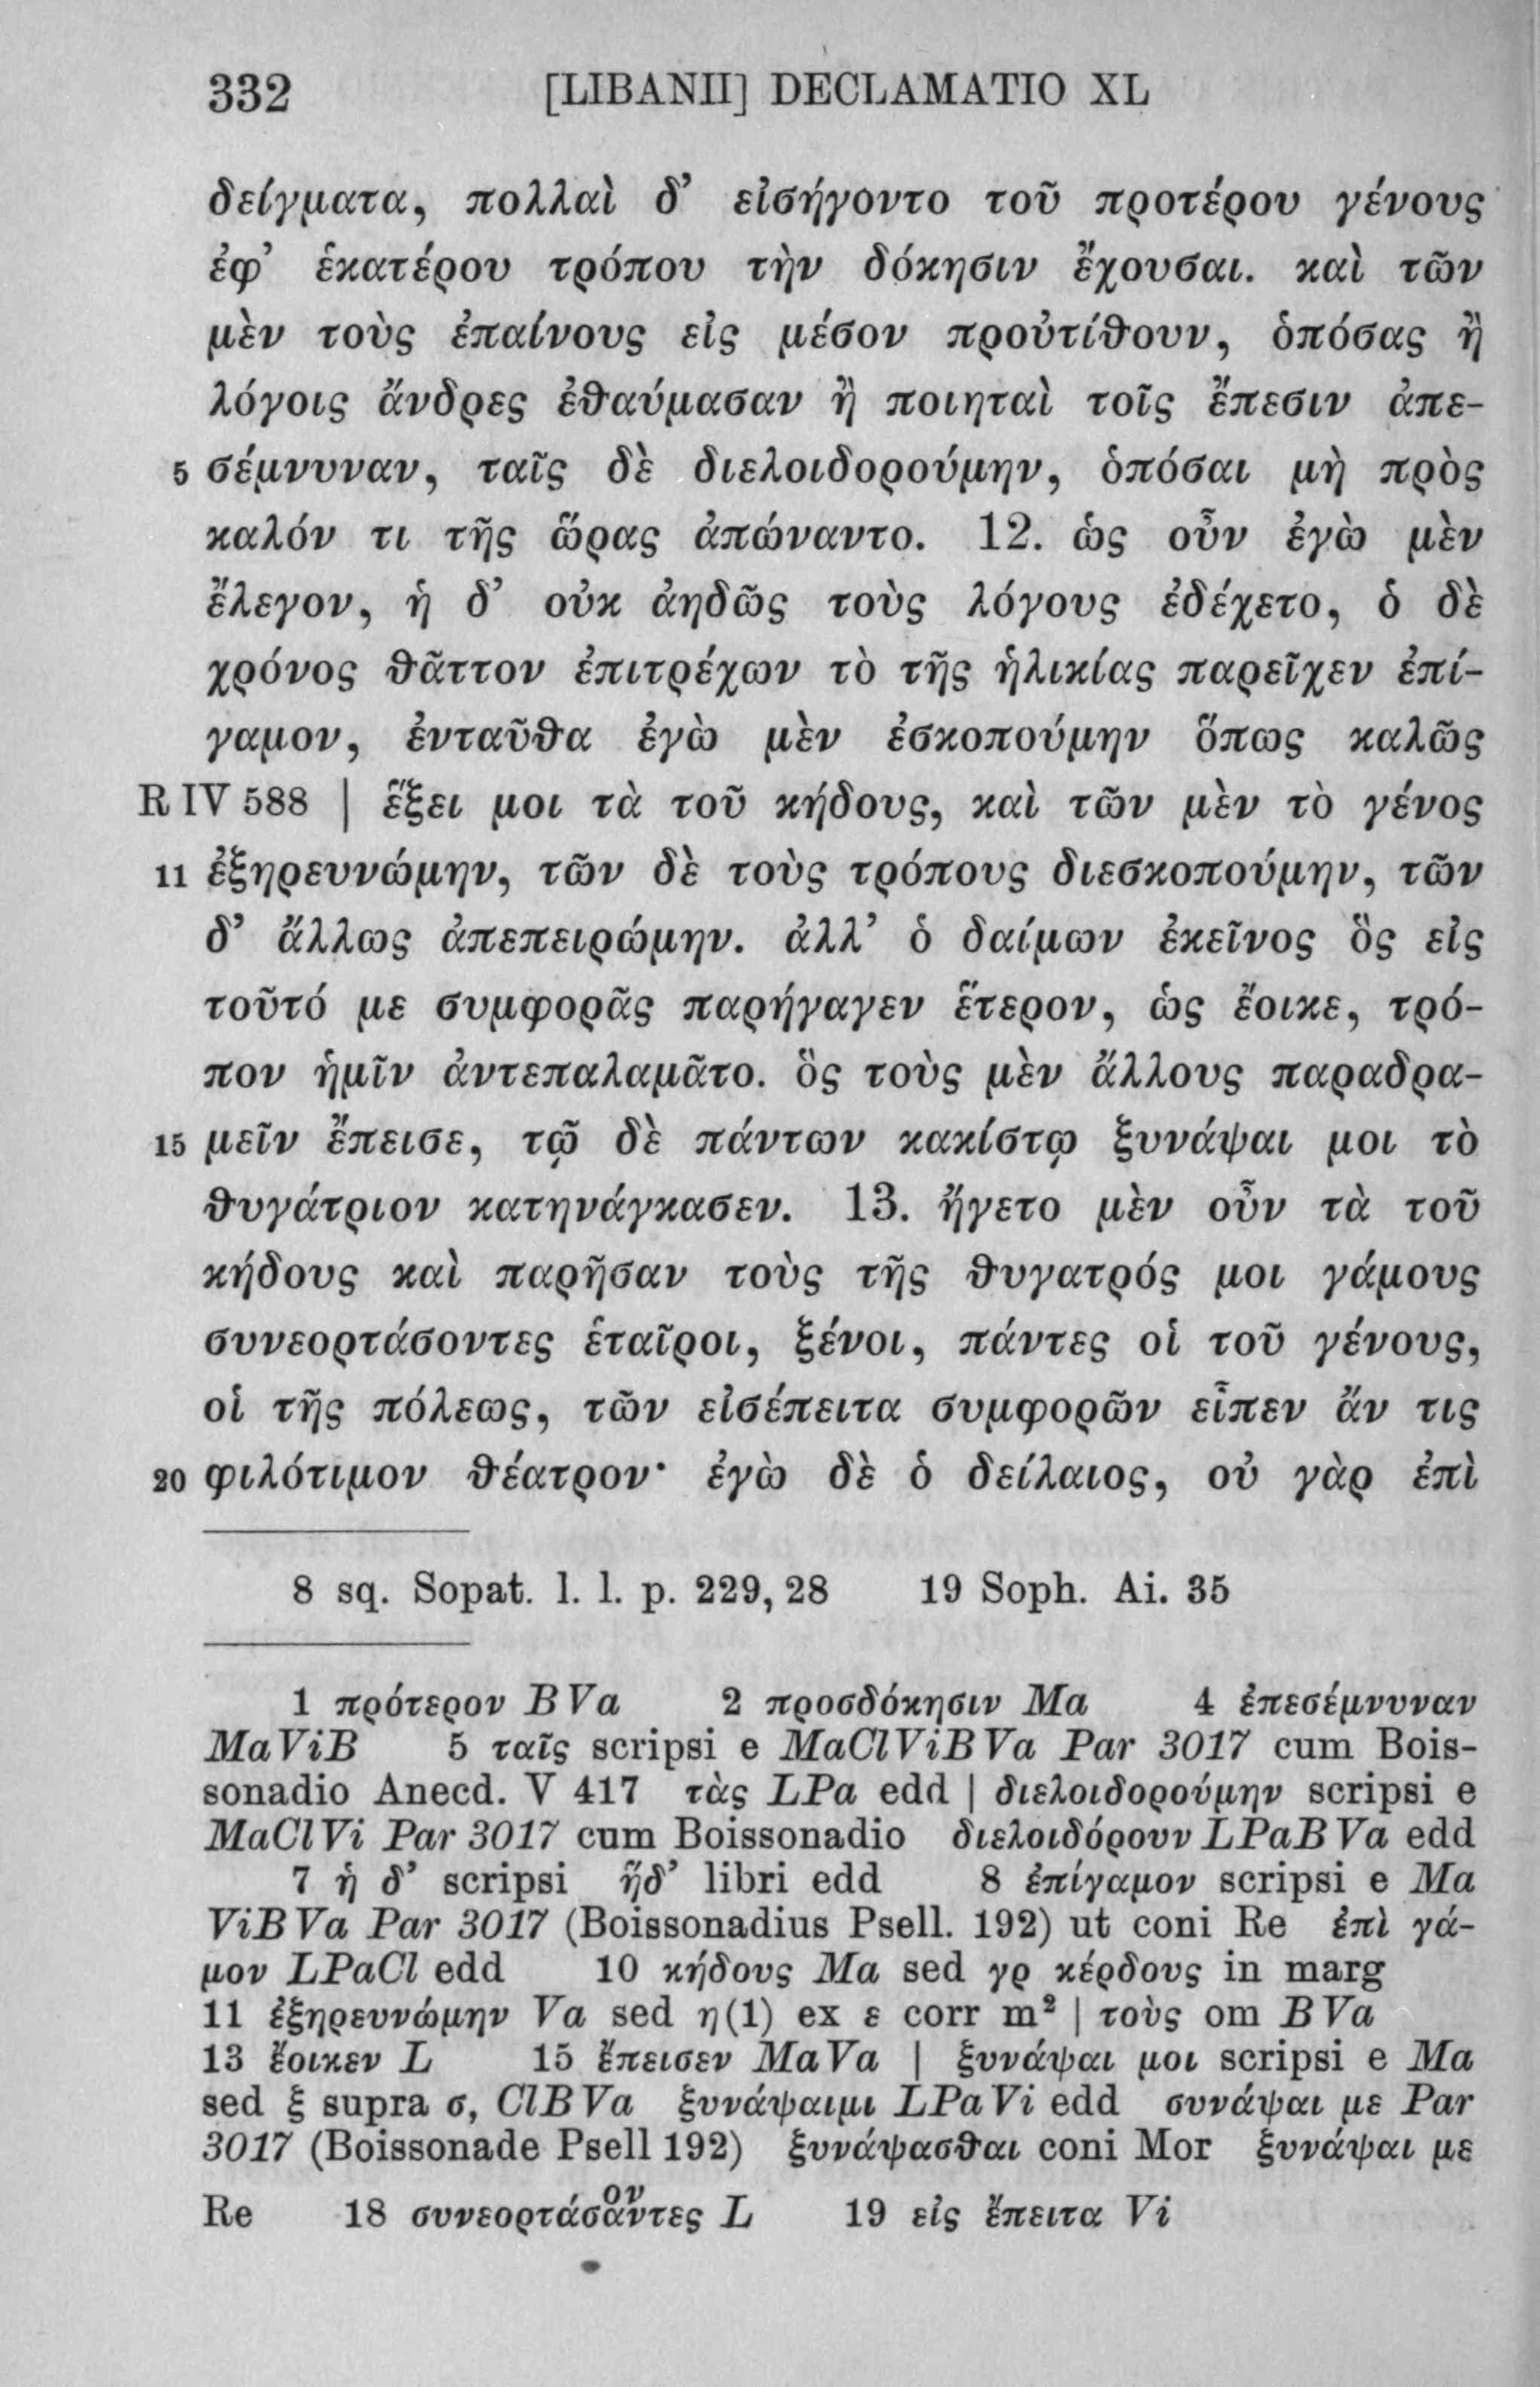 332 [LIBANII] DECLAMATIO XL
δείγματα, πολλαὶ δ’ εἰσήγοντο τοῦ προτέρου γένους
ἐφ’ ἑκατέρου τρόπου τὴν δόκησιν ἔχουσαι. καὶ τῶν
μὲν τοὺς ἐπαίνους εἰς μέσον προὐτίθουν, ὁπόσας ἢ
λόγοις ἄνδρες ἐθαύμασαν ἢ ποιηταὶ τοῖς ἔπεσιν ἀπε-
5 σέμνυναν, ταῖς δὲ διελοιδορούμην, ὁπόσαι μὴ πρὸς
καλόν τι τῆς ὥρας ἀπώναντο. 12. ὡς οὖν ἐγὼ μὲν
ἔλεγον, ἡ δ’ οὐκ ἀηδῶς τοὺς λόγους ἐδέχετο, ὁ δὲ
χρόνος θᾶττον ἐπιτρέχων τὸ τῆς ἡλικίας παρεῖχεν ἐπί-
γαμον, ἐνταῦθα ἐγὼ μὲν ἐσκοπούμην ὅπως καλῶς
R IV 588 | ἕξει μοι τὰ τοῦ κήδους, καὶ τῶν μὲν τὸ γένος
11 ἐξηρευνώμην, τῶν δὲ τοὺς τρόπους διεσκοπούμην, τῶν
δ’ ἄλλως ἀπεπειρώμην. ἀλλ’ ὁ δαίμων ἐκεῖνος ὃς εἰς
τοῦτό με συμφορᾶς παρήγαγεν ἕτερον, ὡς ἔοικε, τρό-
πον ἡμῖν ἀντεπαλαμᾶτο. ὃς τοὺς μὲν ἄλλους παραδρα-
15 μεῖν ἔπεισε, τῷ δὲ πάντων κακίστῳ ξυνάψαι μοι τὸ
θυγάτριον κατηνάγκασεν. 13. ἤγετο μὲν οὖν τὰ τοῦ
κήδους καὶ παρῆσαν τοὺς τῆς θυγατρός μοι γάμους
συνεορτάσοντες ἑταῖροι, ξένοι, πάντες οἱ τοῦ γένους,
οἱ τῆς πόλεως, τῶν εἰσέπειτα συμφορῶν εἶπεν ἄν τις
20 φιλότιμον θέατρον· ἐγὼ δὲ ὁ δείλαιος, οὐ γὰρ ἐπὶ
8 sq. Sopat. l. l. p. 229, 28 19 Soph. Ai. 35
1 πρότερον B Va 2 προσδόκησιν Ma 4 ἐπεσέμνυναν
Ma Vi B 5 ταῖς scripsi e MaClViBVa Par 3017 cum Bois-
sonadio Anecd. V 417 τὰς LPa edd | διελοιδορούμην scripsi e
MaClVi Par 3017 cum Boissonadio διελοιδόρουν LPaBVa edd
7 ἡ δ’ scripsi ἥδ’ libri edd 8 ἐπίγαμον scripsi e Ma
ViBVa Par 3017 (Boissonadius Psell. 192) ut coni Re ἐπὶ γά-
μον LPaCl edd 10 κήδους Ma sed γρ κέρδους in marg
11 ἐξηρευνώμην Va sed η(1) ex ε corr m² | τοὺς om BVa
13 ἔοικεν L 15 ἔπεισεν MaVa | ξυνάψαι μοι scripsi e Ma
sed ξ supra σ, ClBVa ξυνάψαιμι LPaVi edd συνάψαι με Par
3017 (Boissonade Psell 192) ξυνάψασθαι coni Mor ξυνάψαι με
Re 18 συνεορτάσαντες L 19 εἰς ἔπειτα Vi